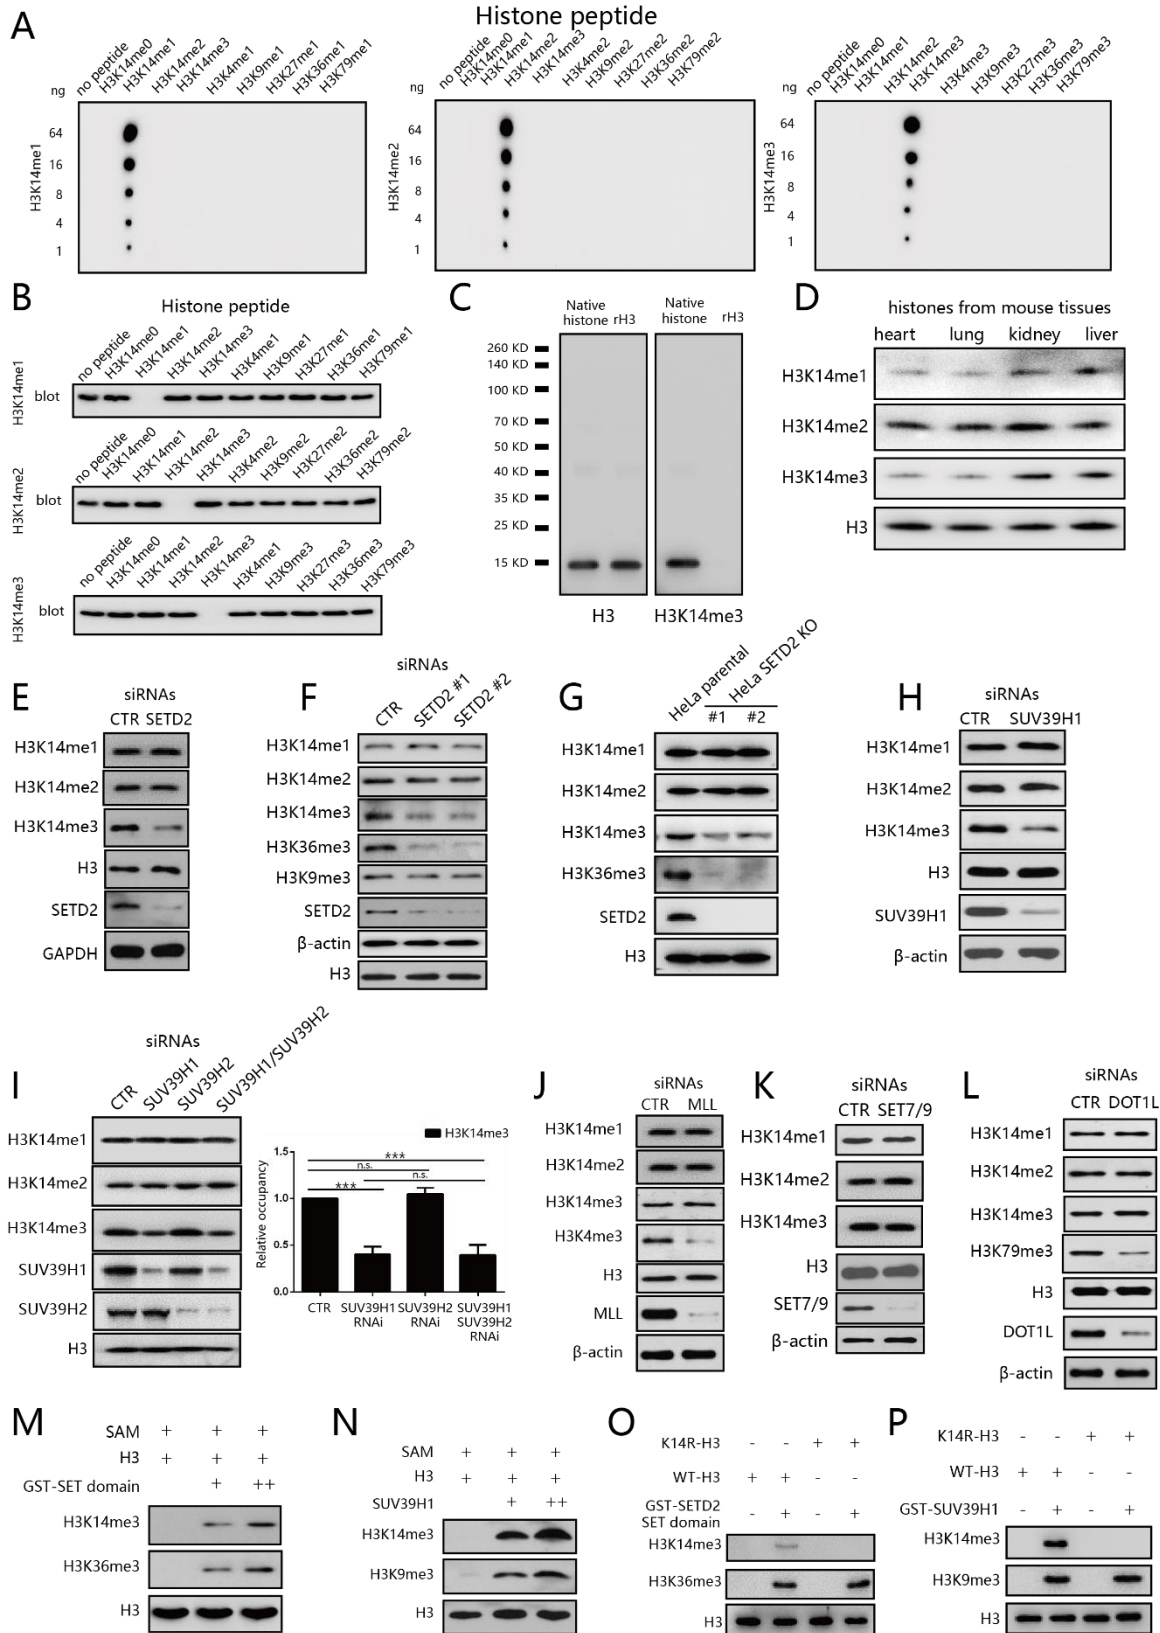 A
Histone peptide
no peptide H3K14me0 H3K14me1 H3K14me2 H3K14me3 H3K4me1 H3K9me1 H3K27me1 H3K36me1 H3K79me1
ng
64
16
8
4
1
H3K14me1
no peptide H3K14me0 H3K14me1 H3K14me2 H3K14me3 H3K4me2 H3K9me2 H3K27me2 H3K36me2 H3K79me2
ng
64
16
8
4
1
H3K14me2
no peptide H3K14me0 H3K14me1 H3K14me2 H3K14me3 H3K4me3 H3K9me3 H3K27me3 H3K36me3 H3K79me3
ng
64
16
8
4
1
H3K14me3
B
Histone peptide
no peptide H3K14me0 H3K14me1 H3K14me2 H3K14me3 H3K4me1 H3K9me1 H3K27me1 H3K36me1 H3K79me1
H3K14me1
blot
no peptide H3K14me0 H3K14me1 H3K14me2 H3K14me3 H3K4me2 H3K9me2 H3K27me2 H3K36me2 H3K79me2
H3K14me2
blot
no peptide H3K14me0 H3K14me1 H3K14me2 H3K14me3 H3K4me1 H3K9me3 H3K27me3 H3K36me3 H3K79me3
H3K14me3
blot
C
Native Native
histone rH3 histone rH3
260 KD
140 KD
100 KD
70 KD
50 KD
40 KD
35 KD
25 KD
15 KD
H3 H3K14me3
D
histones from mouse tissues
heart lung kidney liver
H3K14me1
H3K14me2
H3K14me3
H3
E
siRNAs
CTR SETD2
H3K14me1
H3K14me2
H3K14me3
H3
SETD2
GAPDH
F
siRNAs
CTR SETD2 #1 SETD2 #2
H3K14me1
H3K14me2
H3K14me3
H3K36me3
H3K9me3
SETD2
β-actin
H3
G
HeLa parental HeLa SETD2 KO
#1 #2
H3K14me1
H3K14me2
H3K14me3
H3K36me3
SETD2
H3
H
siRNAs
CTR SUV39H1
H3K14me1
H3K14me2
H3K14me3
H3
SUV39H1
β-actin
I
siRNAs
CTR SUV39H1 SUV39H2 SUV39H1/SUV39H2
H3K14me1
H3K14me2
H3K14me3
SUV39H1
SUV39H2
H3
H3K14me3
Relative occupancy
1.5
1.0
0.5
0.0
***
n.s.
n.s.
***
CTR SUV39H1 SUV39H2 SUV39H1
RNAi RNAi SUV39H2
RNAi
J
siRNAs
CTR MLL
H3K14me1
H3K14me2
H3K14me3
H3K4me3
H3
MLL
β-actin
K
siRNAs
CTR SET7/9
H3K14me1
H3K14me2
H3K14me3
H3
SET7/9
β-actin
L
siRNAs
CTR DOT1L
H3K14me1
H3K14me2
H3K14me3
H3K79me3
H3
DOT1L
β-actin
M
SAM + + +
H3 + + +
GST-SET domain + ++
H3K14me3
H3K36me3
H3
N
SAM + + +
H3 + + +
SUV39H1 + ++
H3K14me3
H3K9me3
H3
O
K14R-H3 - - + +
WT-H3 + + - -
GST-SETD2
SET domain - + - +
H3K14me3
H3K36me3
H3
P
K14R-H3 - - + +
WT-H3 + + - -
GST-SUV39H1 - + - +
H3K14me3
H3K9me3
H3